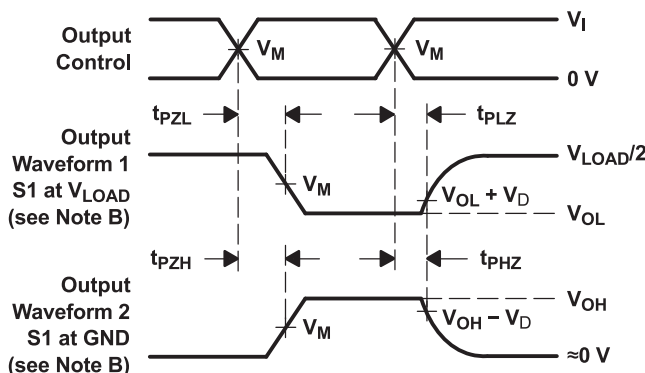 Output
Control
V_M
V_M
V_I
0 V
t_PZL
t_PLZ
Output
Waveform 1
S1 at V_LOAD
(see Note B)
V_M
V_LOAD/2
V_OL + V_D
V_OL
t_PZH
t_PHZ
Output
Waveform 2
S1 at GND
(see Note B)
V_M
V_OH
V_OH − V_D
≈0 V